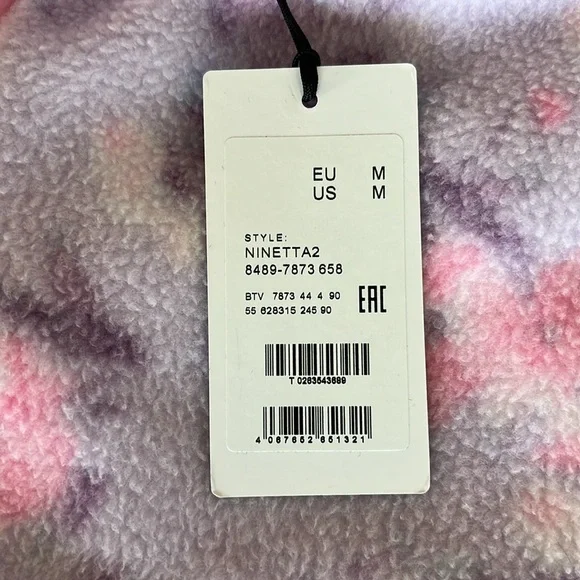 EU M
US M
STYLE:
NINETTA2
8489-7873 658
BTV 7873 44 4 90
55 628315 245 90
EAC
T 0263543689
4 067652 651321